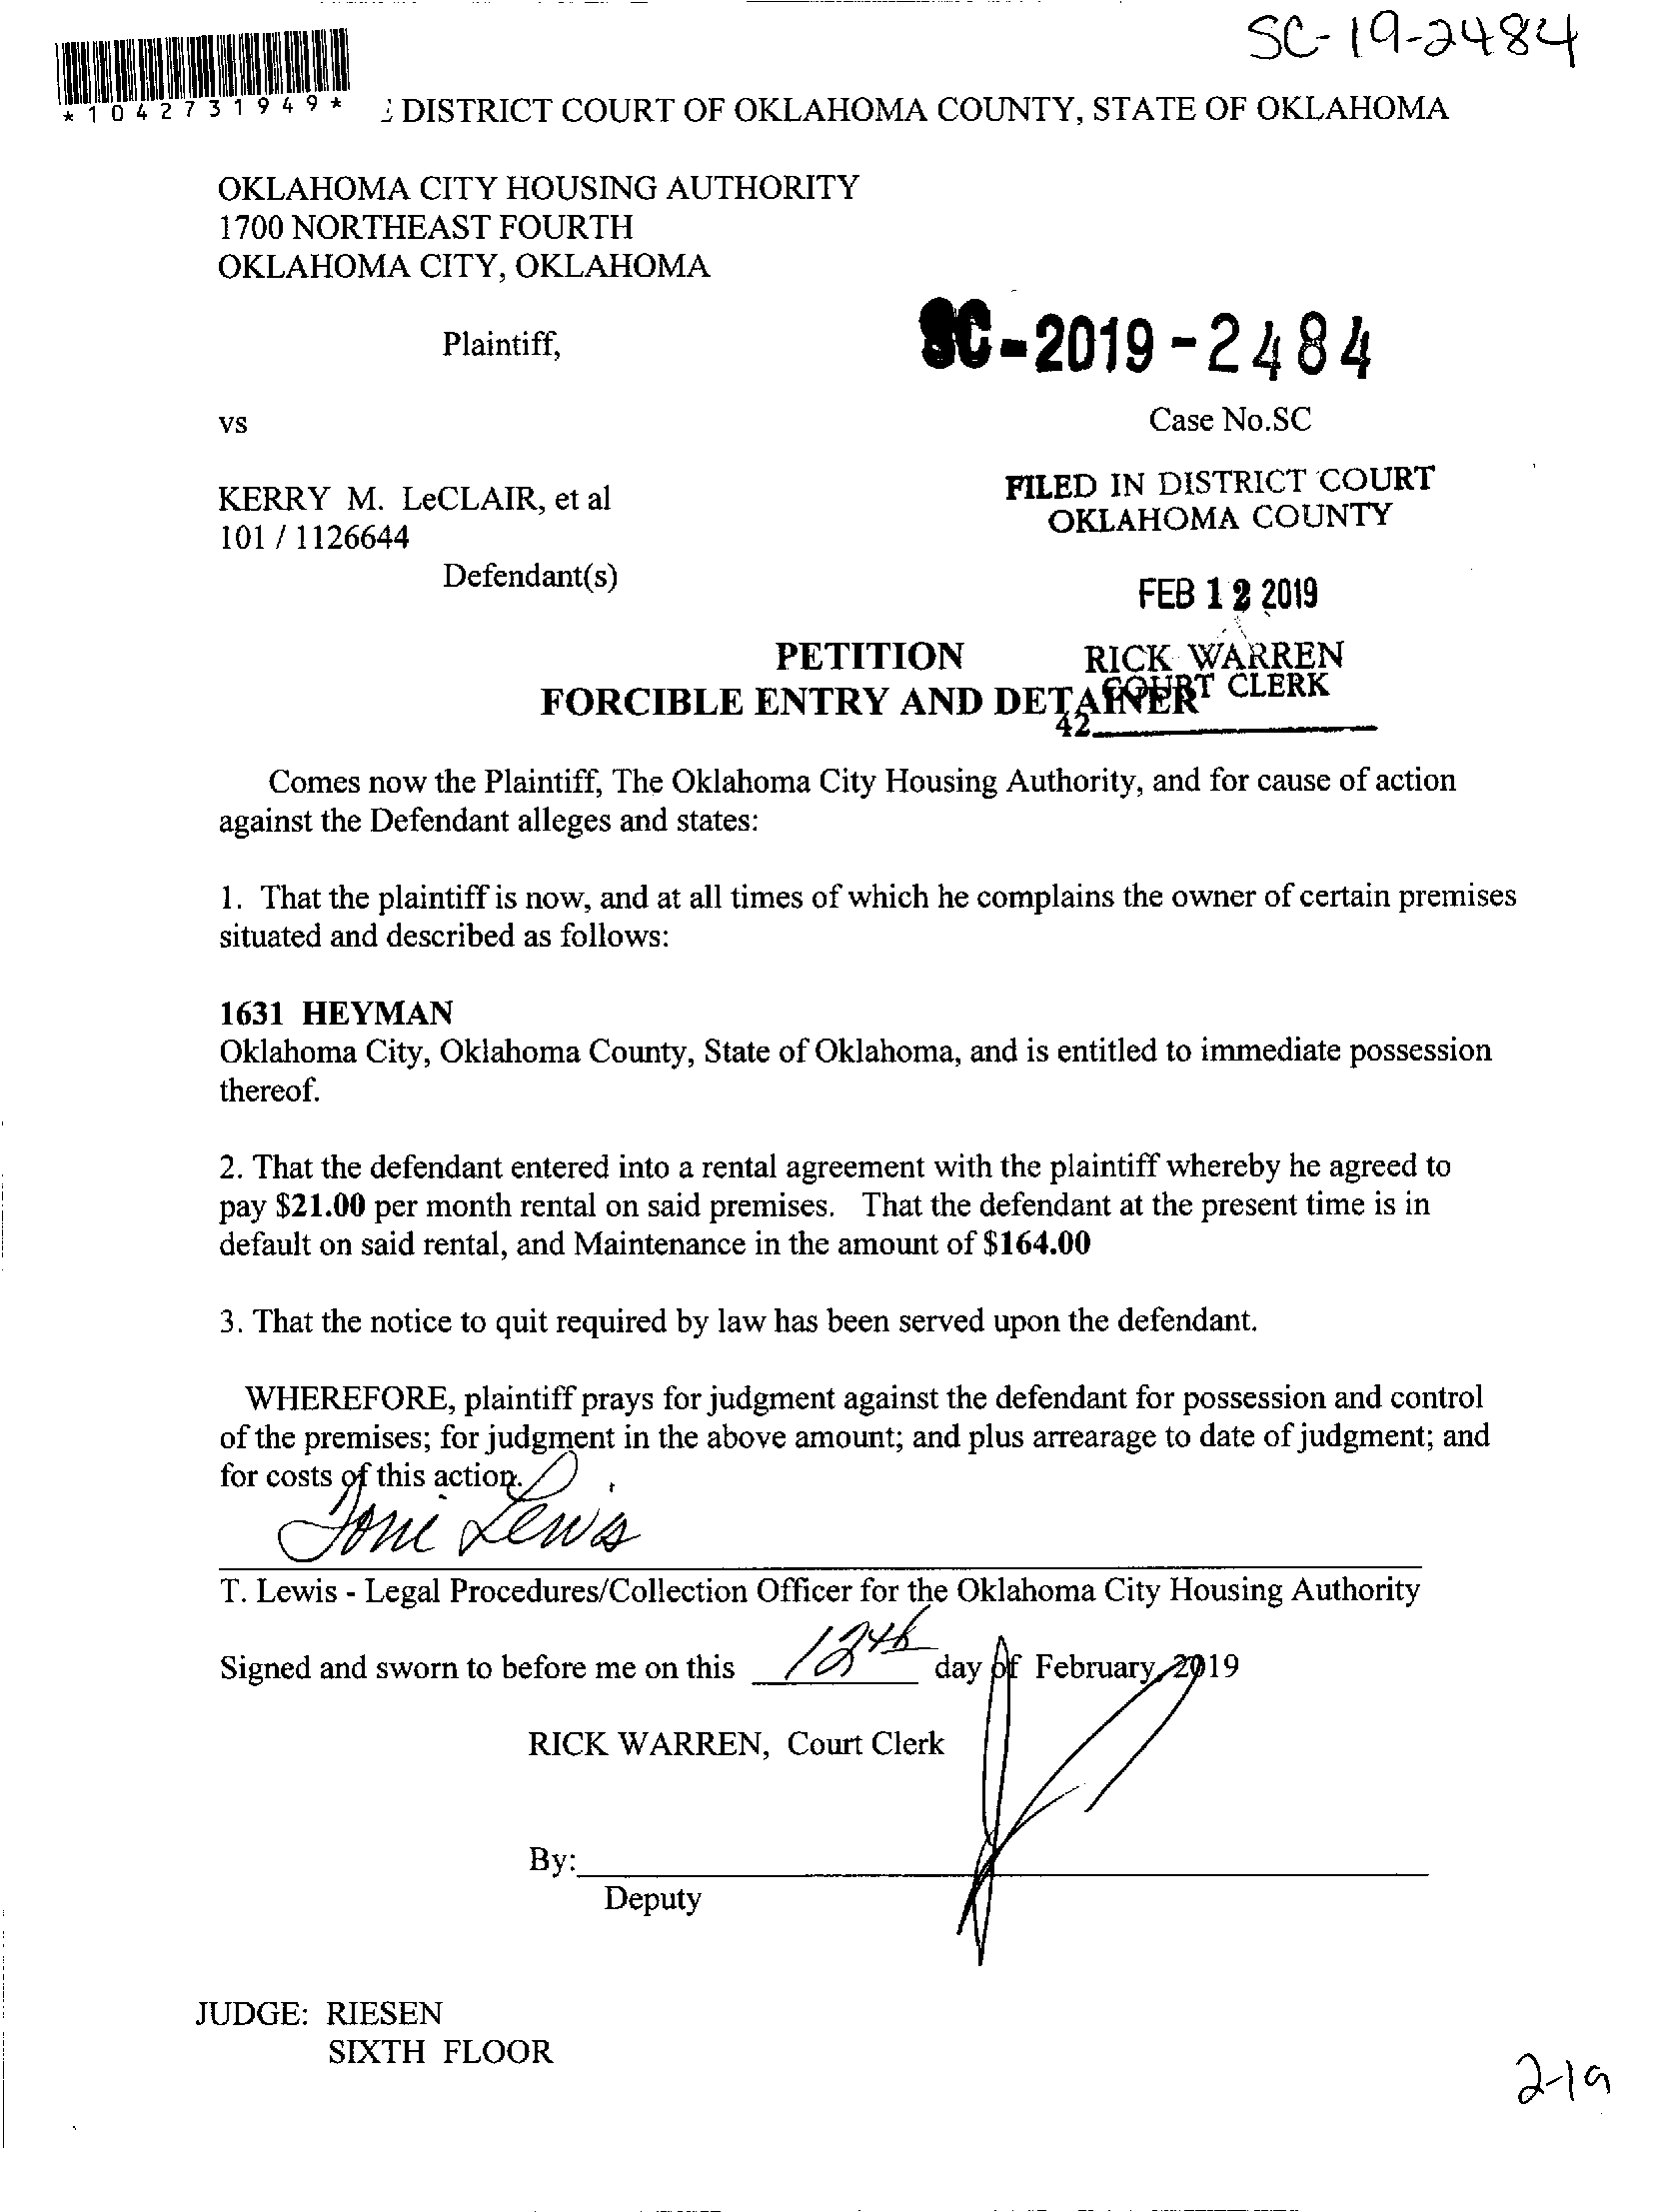 SC-19-2484
*1042731949*
DISTRICT COURT OF OKLAHOMA COUNTY, STATE OF OKLAHOMA
OKLAHOMA CITY HOUSING AUTHORITY
1700 NORTHEAST FOURTH
OKLAHOMA CITY, OKLAHOMA
Plaintiff,
SC-2019-2484
vs
Case No.SC
KERRY M. LeCLAIR, et al
101 / 1126644
Defendant(s)
FILED IN DISTRICT COURT
OKLAHOMA COUNTY
FEB 12 2019
RICK WARREN
COURT CLERK
42
PETITION
FORCIBLE ENTRY AND DETAINER
Comes now the Plaintiff, The Oklahoma City Housing Authority, and for cause of action
against the Defendant alleges and states:
1. That the plaintiff is now, and at all times of which he complains the owner of certain premises
situated and described as follows:
1631 HEYMAN
Oklahoma City, Oklahoma County, State of Oklahoma, and is entitled to immediate possession
thereof.
2. That the defendant entered into a rental agreement with the plaintiff whereby he agreed to
pay $21.00 per month rental on said premises. That the defendant at the present time is in
default on said rental, and Maintenance in the amount of $164.00
3. That the notice to quit required by law has been served upon the defendant.
WHEREFORE, plaintiff prays for judgment against the defendant for possession and control
of the premises; for judgment in the above amount; and plus arrearage to date of judgment; and
for costs of this action.
Toni Lewis
T. Lewis - Legal Procedures/Collection Officer for the Oklahoma City Housing Authority
Signed and sworn to before me on this 12th day of February, 2019
RICK WARREN, Court Clerk
By:
Deputy
JUDGE: RIESEN
SIXTH FLOOR
2-19